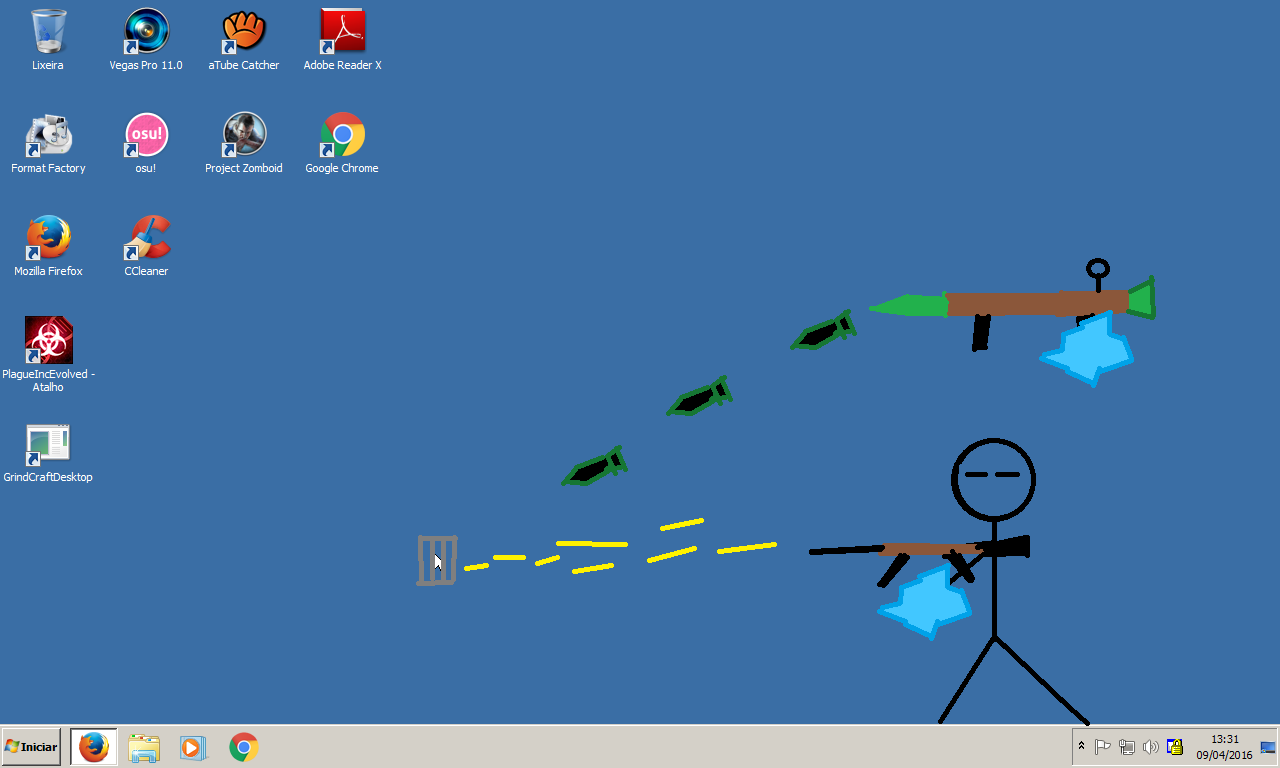 Lixeira
Vegas Pro 11.0
aTube Catcher
Adobe Reader X
Format Factory
osu!
osu!
Project Zomboid
Google Chrome
Mozilla Firefox
CCleaner
PlagueIncEvolved -
Atalho
GrindCraftDesktop
Iniciar
13:31
09/04/2016